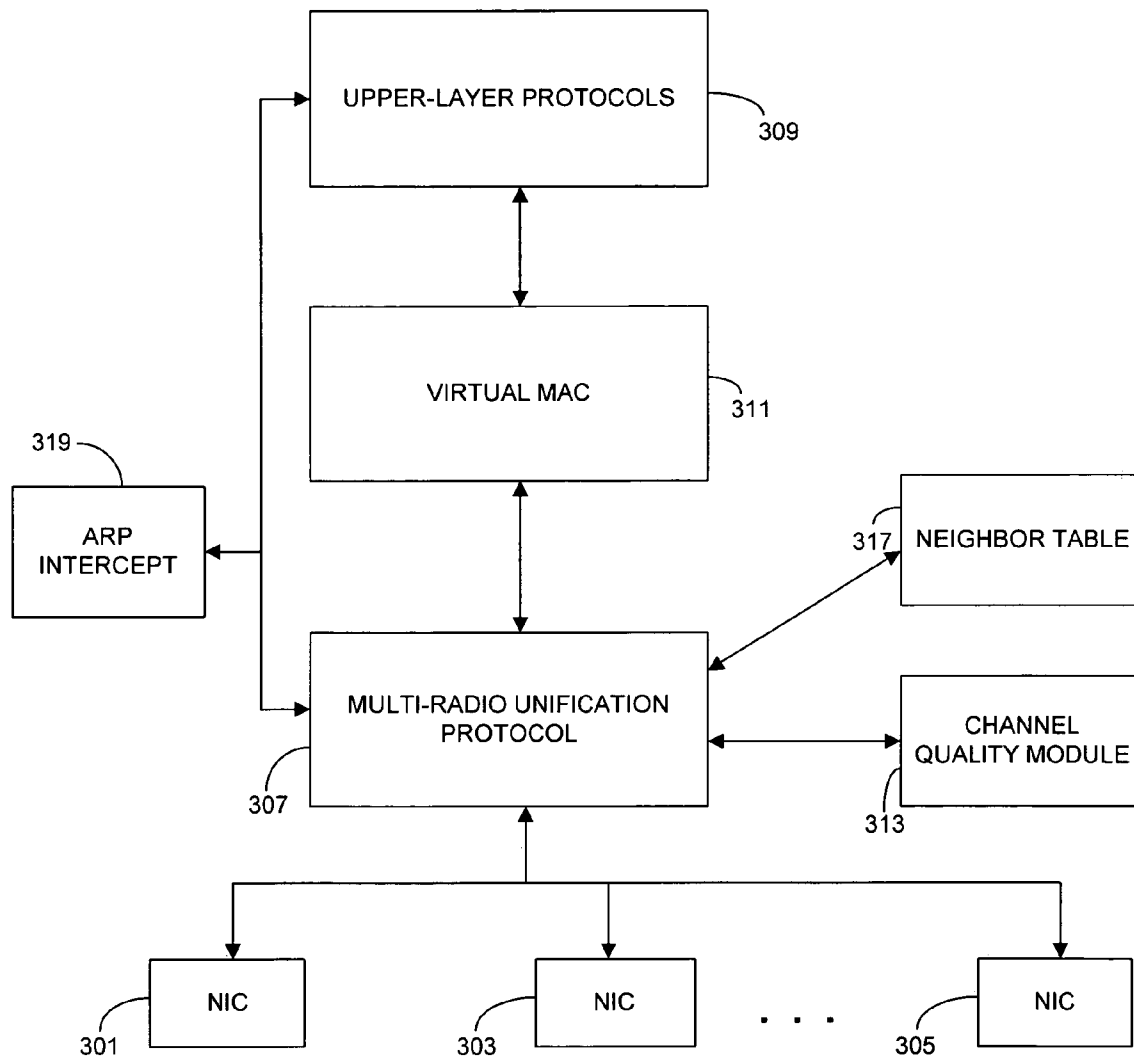 UPPER-LAYER PROTOCOLS
309
VIRTUAL MAC
311
319
ARP
INTERCEPT
317
NEIGHBOR TABLE
MULTI-RADIO UNIFICATION
PROTOCOL
307
CHANNEL
QUALITY MODULE
313
NIC
301
NIC
303
. . .
NIC
305